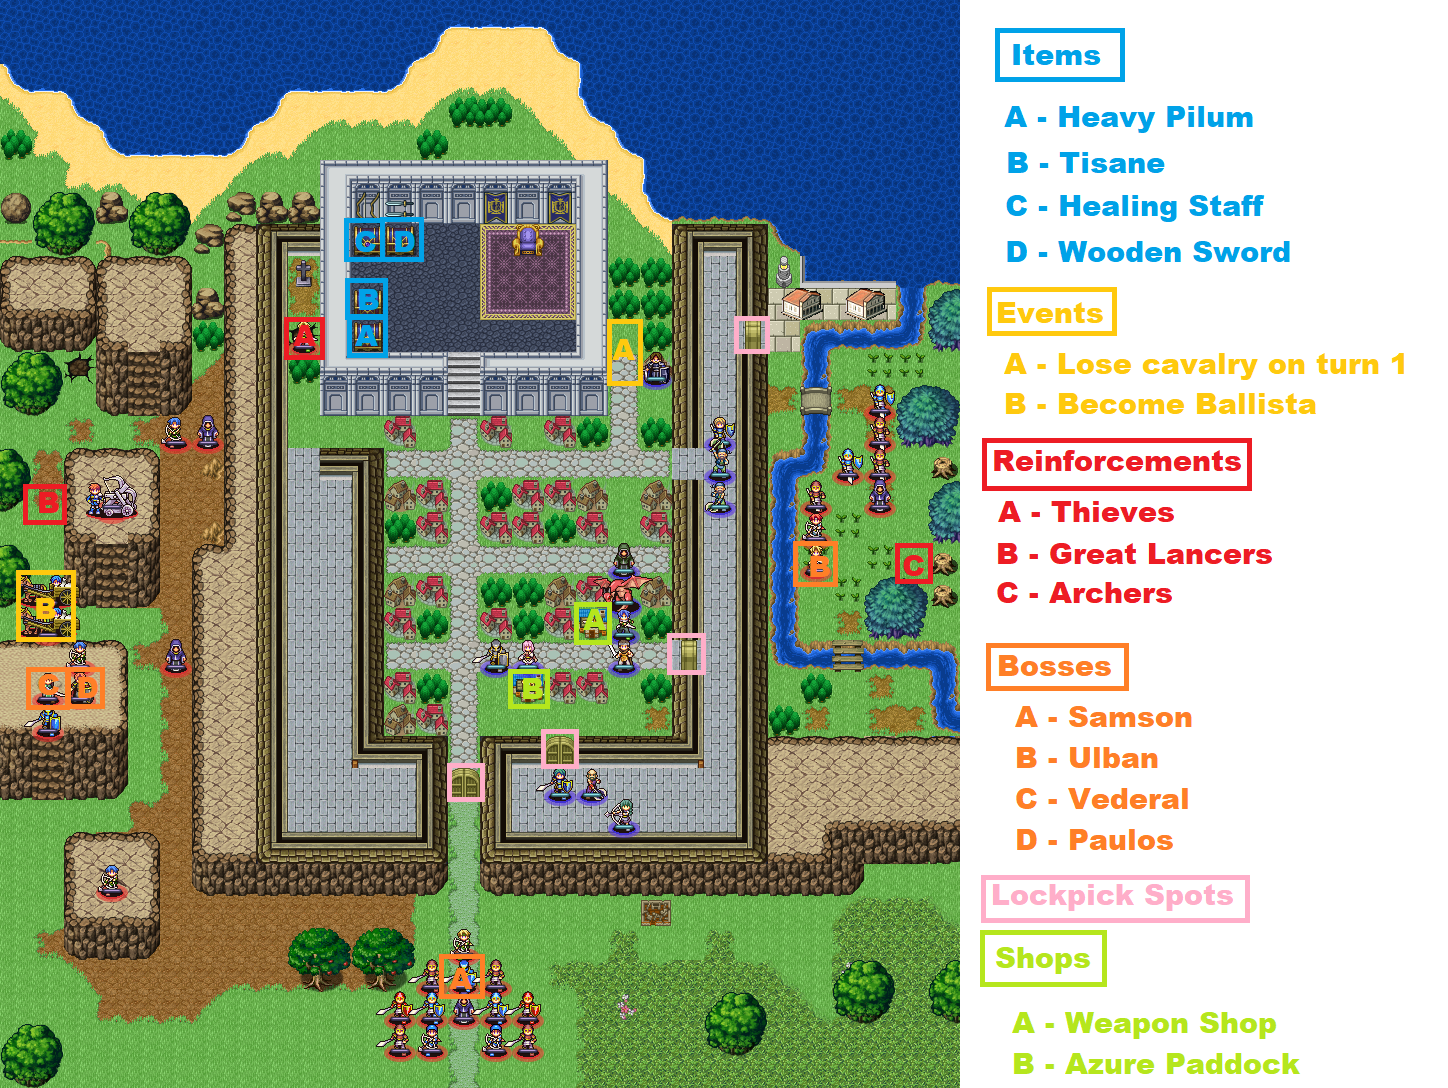 C D
B
A
A
A
B
B
C
B
A
C D
B
A
Items
A - Heavy Pilum
B - Tisane
C - Healing Staff
D - Wooden Sword
Events
A - Lose cavalry on turn 1
B - Become Ballista
Reinforcements
A - Thieves
B - Great Lancers
C - Archers
Bosses
A - Samson
B - Ulban
C - Vederal
D - Paulos
Lockpick Spots
Shops
A - Weapon Shop
B - Azure Paddock